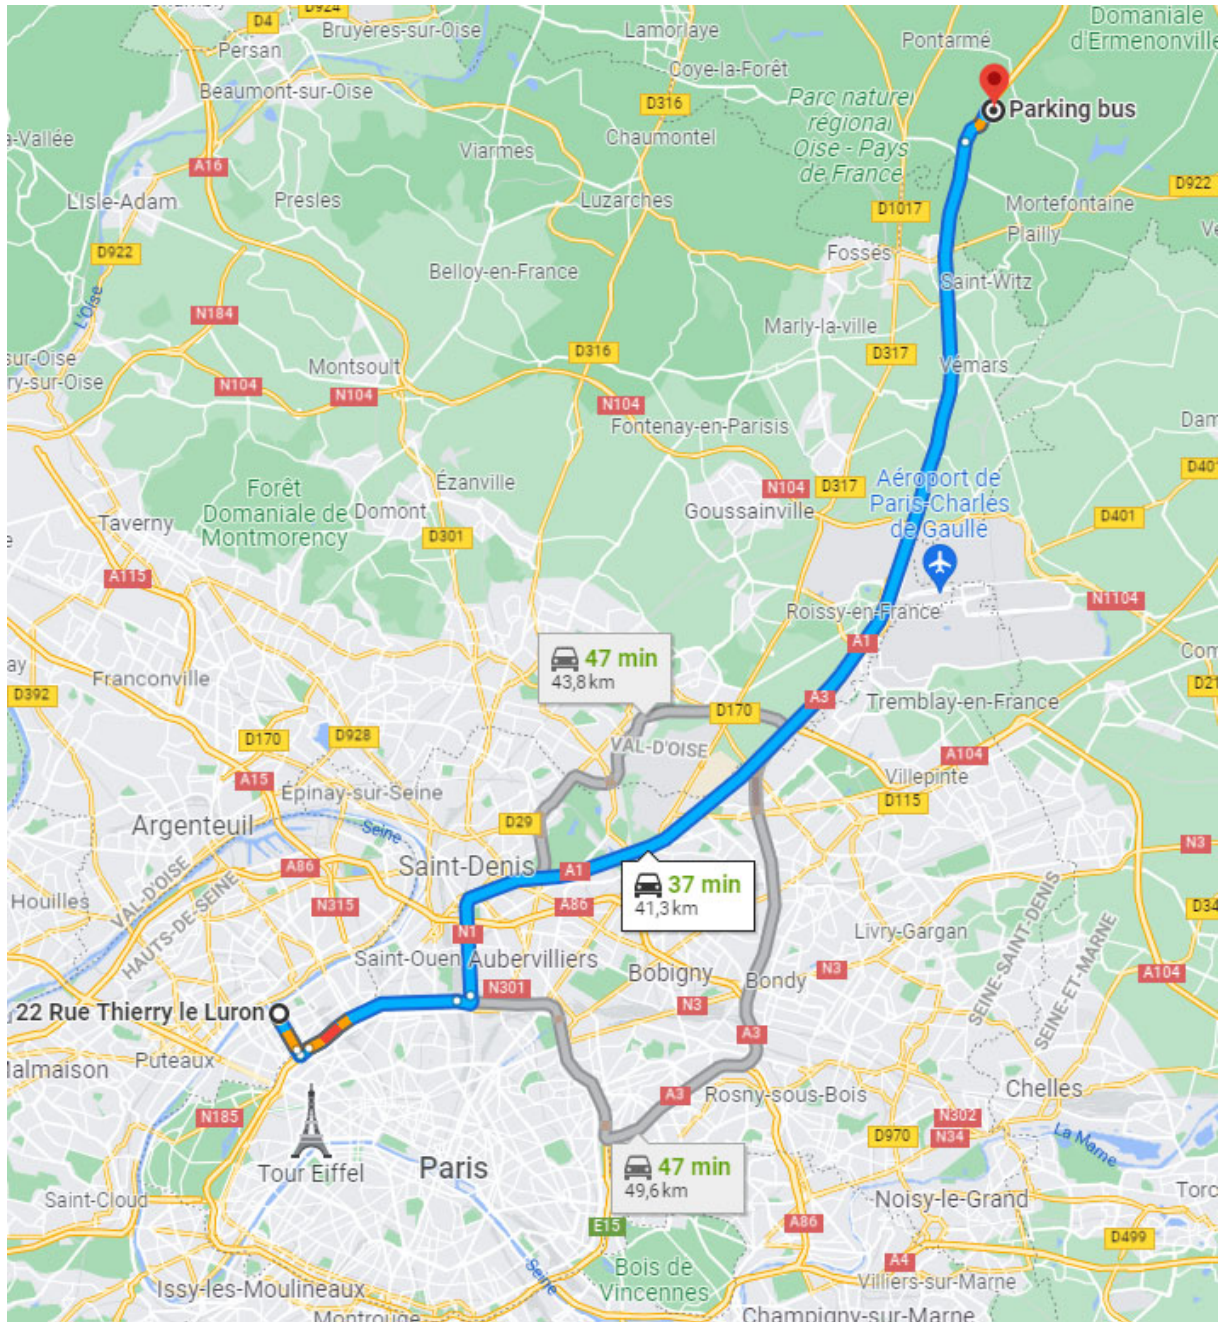 D924
D4
Bruyères-sur-Oise
Persan
Lamorlaye
Domaniale
d'Ermenonville
Pontarmé
Coye-la-Forêt
Beaumont-sur-Oise
D316
Parc naturel
régional
Oise - Pays
de France
Parking bus
Chaumontel
a-Vallée
Viarmes
A16
L'Isle-Adam
Presles
Luzarches
D1017
D922
Mortefontaine
Plailly
D922
Fosses
Belloy-en-France
Saint-Witz
L'Oise
N184
Marly-la-ville
D316
D317
Vémars
sur-Oise
ry-sur-Oise
Montsoult
N104
N104
N104
Fontenay-en-Parisis
Dam
D401
Forêt
Domaniale de
Montmorency
Ézanville
Domont
N104
D317
Aéroport de
Paris-Charles
de Gaulle
Goussainville
D401
Taverny
D301
A115
N1104
Roissy-en-France
A1
47 min
43,8 km
Com
ay
D392
Franconville
A3
Tremblay-en-France
D21
D170
VAL-D'OISE
D170
D928
A104
A15
Villepinte
Épinay-sur-Seine
D115
Argenteuil
Seine
D29
N3
Saint-Denis
A86
A1
37 min
41,3 km
Houilles
VAL-D'OISE
HAUTS-DE-SEINE
N315
A86
D34
N1
Livry-Gargan
SEINE-SAINT-DENIS
SEINE-ET-MARNE
Saint-Ouen
Aubervilliers
Bobigny
Bondy
N3
A104
N301
N3
22 Rue Thierry le Luron
A3
Puteaux
Malmaison
A3
Rosny-sous-Bois
Chelles
N185
N302
D970
N34
La Marne
Tour Eiffel
Paris
47 min
49,6 km
Saint-Cloud
Noisy-le-Grand
Torc
E15
A86
D499
Seine
Bois de
Vincennes
A4
Villiers-sur-Marne
Issy-les-Moulineaux
Montrouge
Champigny-sur-Marne